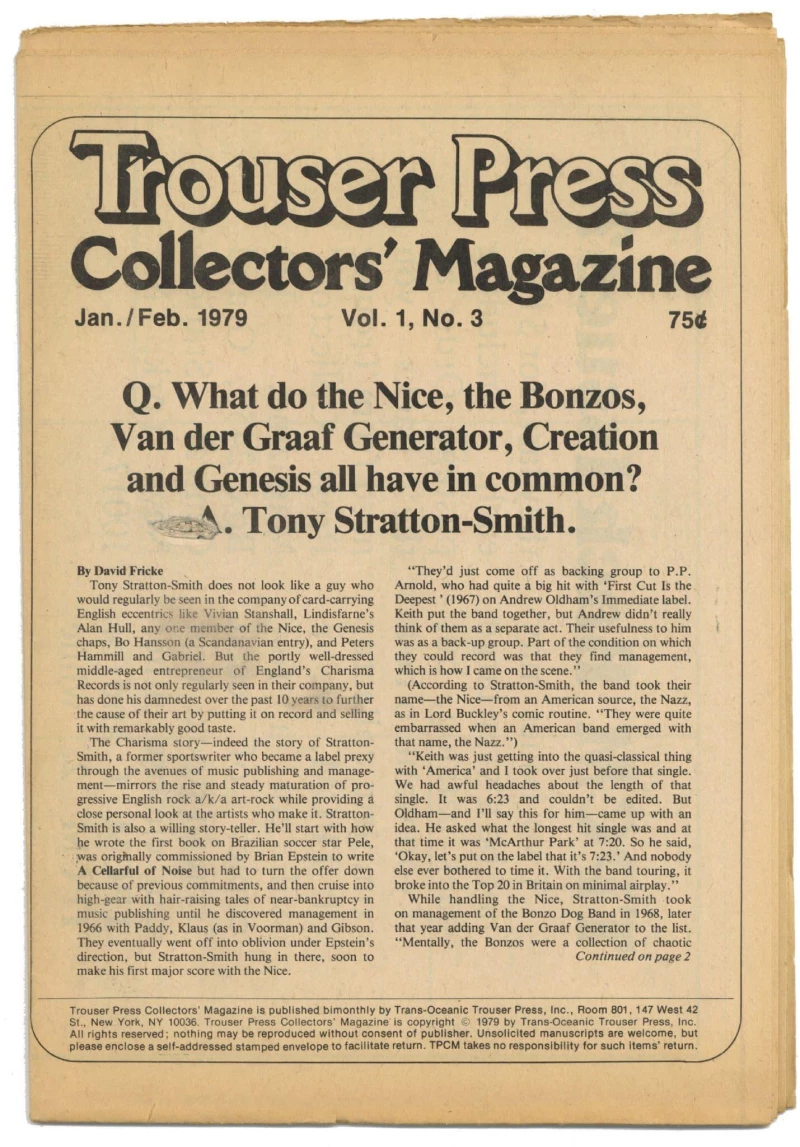 Trouser Press
Collectors' Magazine
Jan./Feb. 1979 Vol. 1, No. 3 75¢
Q. What do the Nice, the Bonzos,
Van der Graaf Generator, Creation
and Genesis all have in common?
A. Tony Stratton-Smith.
By David Fricke
Tony Stratton-Smith does not look like a guy who
would regularly be seen in the company of card-carrying
English eccentrics like Vivian Stanshall, Lindisfarne's
Alan Hull, any one member of the Nice, the Genesis
chaps, Bo Hansson (a Scandanavian entry), and Peters
Hammill and Gabriel. But the portly well-dressed
middle-aged entrepreneur of England's Charisma
Records is not only regularly seen in their company, but
has done his damnedest over the past 10 years to further
the cause of their art by putting it on record and selling
it with remarkably good taste.
The Charisma story—indeed the story of Stratton-
Smith, a former sportswriter who became a label prexy
through the avenues of music publishing and manage-
ment—mirrors the rise and steady maturation of pro-
gressive English rock a/k/a art-rock while providing a
close personal look at the artists who make it. Stratton-
Smith is also a willing story-teller. He'll start with how
he wrote the first book on Brazilian soccer star Pele,
was originally commissioned by Brian Epstein to write
A Cellarful of Noise but had to turn the offer down
because of previous commitments, and then cruise into
high-gear with hair-raising tales of near-bankruptcy in
music publishing until he discovered management in
1966 with Paddy, Klaus (as in Voorman) and Gibson.
They eventually went off into oblivion under Epstein's
direction, but Stratton-Smith hung in there, soon to
make his first major score with the Nice.
"They'd just come off as backing group to P.P.
Arnold, who had quite a big hit with 'First Cut Is the
Deepest ' (1967) on Andrew Oldham's Immediate label.
Keith put the band together, but Andrew didn't really
think of them as a separate act. Their usefulness to him
was as a back-up group. Part of the condition on which
they could record was that they find management,
which is how I came on the scene."
(According to Stratton-Smith, the band took their
name—the Nice—from an American source, the Nazz,
as in Lord Buckley's comic routine. "They were quite
embarrassed when an American band emerged with
that name, the Nazz.")
"Keith was just getting into the quasi-classical thing
with 'America' and I took over just before that single.
We had awful headaches about the length of that
single. It was 6:23 and couldn't be edited. But
Oldham—and I'll say this for him—came up with an
idea. He asked what the longest hit single was and at
that time it was 'McArthur Park' at 7:20. So he said,
'Okay, let's put on the label that it's 7:23.' And nobody
else ever bothered to time it. With the band touring, it
broke into the Top 20 in Britain on minimal airplay."
While handling the Nice, Stratton-Smith took
on management of the Bonzo Dog Band in 1968, later
that year adding Van der Graaf Generator to the list.
"Mentally, the Bonzos were a collection of chaotic
Continued on page 2
Trouser Press Collectors' Magazine is published bimonthly by Trans-Oceanic Trouser Press, Inc., Room 801, 147 West 42
St., New York, NY 10036. Trouser Press Collectors' Magazine is copyright © 1979 by Trans-Oceanic Trouser Press, Inc.
All rights reserved; nothing may be reproduced without consent of publisher. Unsolicited manuscripts are welcome, but
please enclose a self-addressed stamped envelope to facilitate return. TPCM takes no responsibility for such items' return.